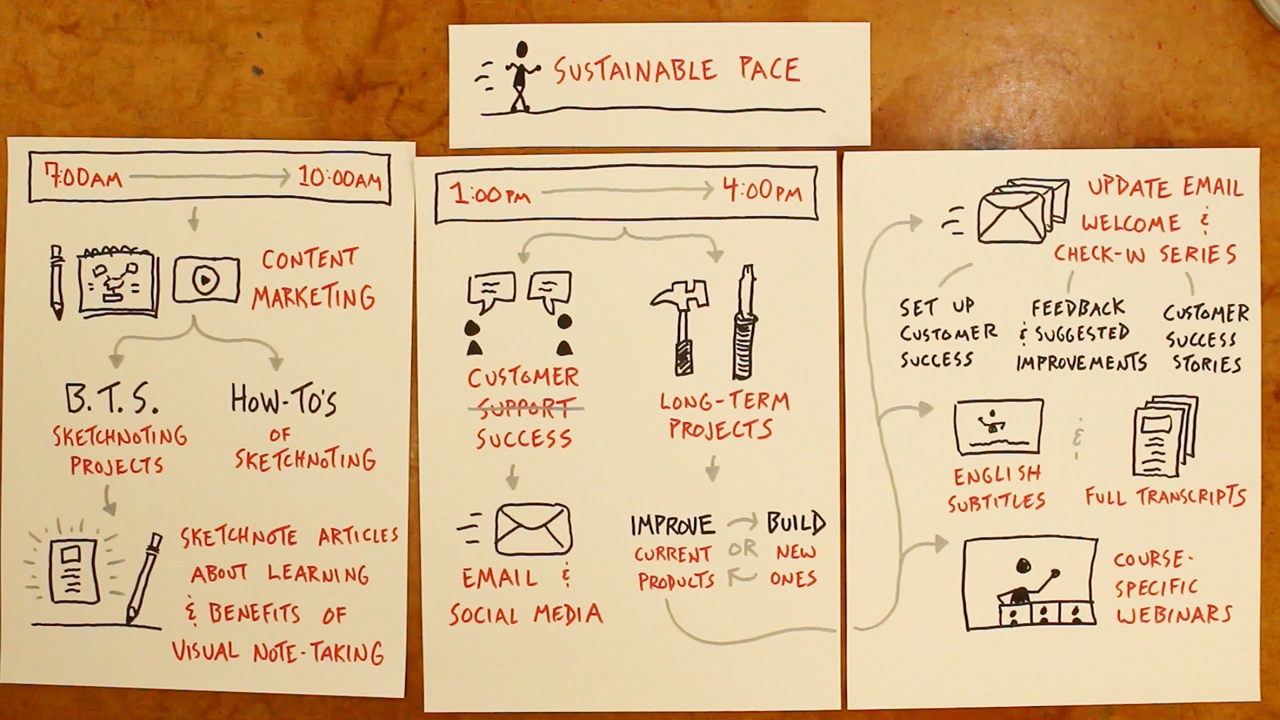 SUSTAINABLE PACE
7:00AM 10:00AM
CONTENT
MARKETING
B.T.S.
SKETCHNOTING
PROJECTS
HOW-TO'S
OF
SKETCHNOTING
SKETCHNOTE ARTICLES
ABOUT LEARNING
& BENEFITS OF
VISUAL NOTE-TAKING
1:00PM 4:00PM
CUSTOMER
SUPPORT
SUCCESS
EMAIL &
SOCIAL MEDIA
LONG-TERM
PROJECTS
IMPROVE
CURRENT
PRODUCTS
OR
BUILD
NEW
ONES
UPDATE EMAIL
WELCOME &
CHECK-IN SERIES
SET UP
CUSTOMER
SUCCESS
FEEDBACK
& SUGGESTED
IMPROVEMENTS
CUSTOMER
SUCCESS
STORIES
ENGLISH
SUBTITLES
&
FULL TRANSCRIPTS
COURSE-
SPECIFIC
WEBINARS